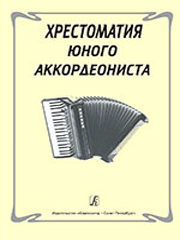 ХРЕСТОМАТИЯ
ЮНОГО
АККОРДЕОНИСТА
Издательство «Композитор • Санкт-Петербург»